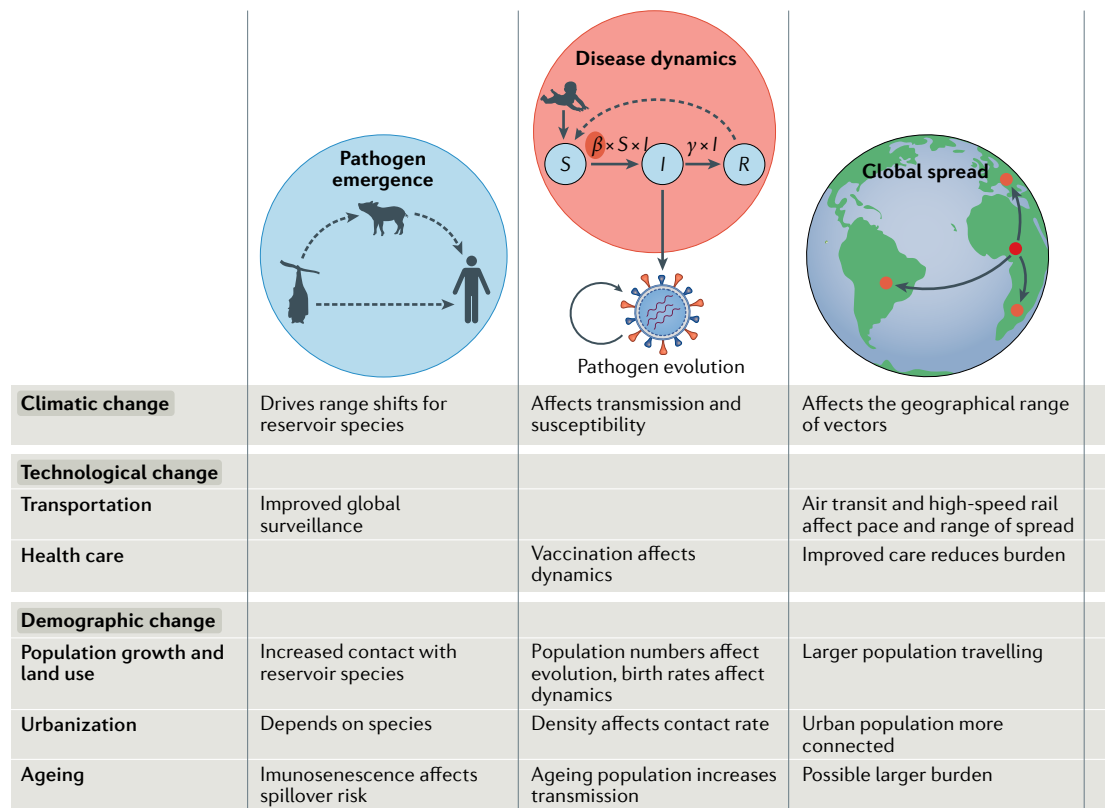 Disease dynamics
β × S × I
γ × I
S
I
R
Pathogen
emergence
Global spread
Pathogen evolution
Climatic change
Drives range shifts for
reservoir species
Affects transmission and
susceptibility
Affects the geographical range
of vectors
Technological change
Transportation
Improved global
surveillance
Air transit and high-speed rail
affect pace and range of spread
Health care
Vaccination affects
dynamics
Improved care reduces burden
Demographic change
Population growth and
land use
Increased contact with
reservoir species
Population numbers affect
evolution, birth rates affect
dynamics
Larger population travelling
Urbanization
Depends on species
Density affects contact rate
Urban population more
connected
Ageing
Imunosenescence affects
spillover risk
Ageing population increases
transmission
Possible larger burden